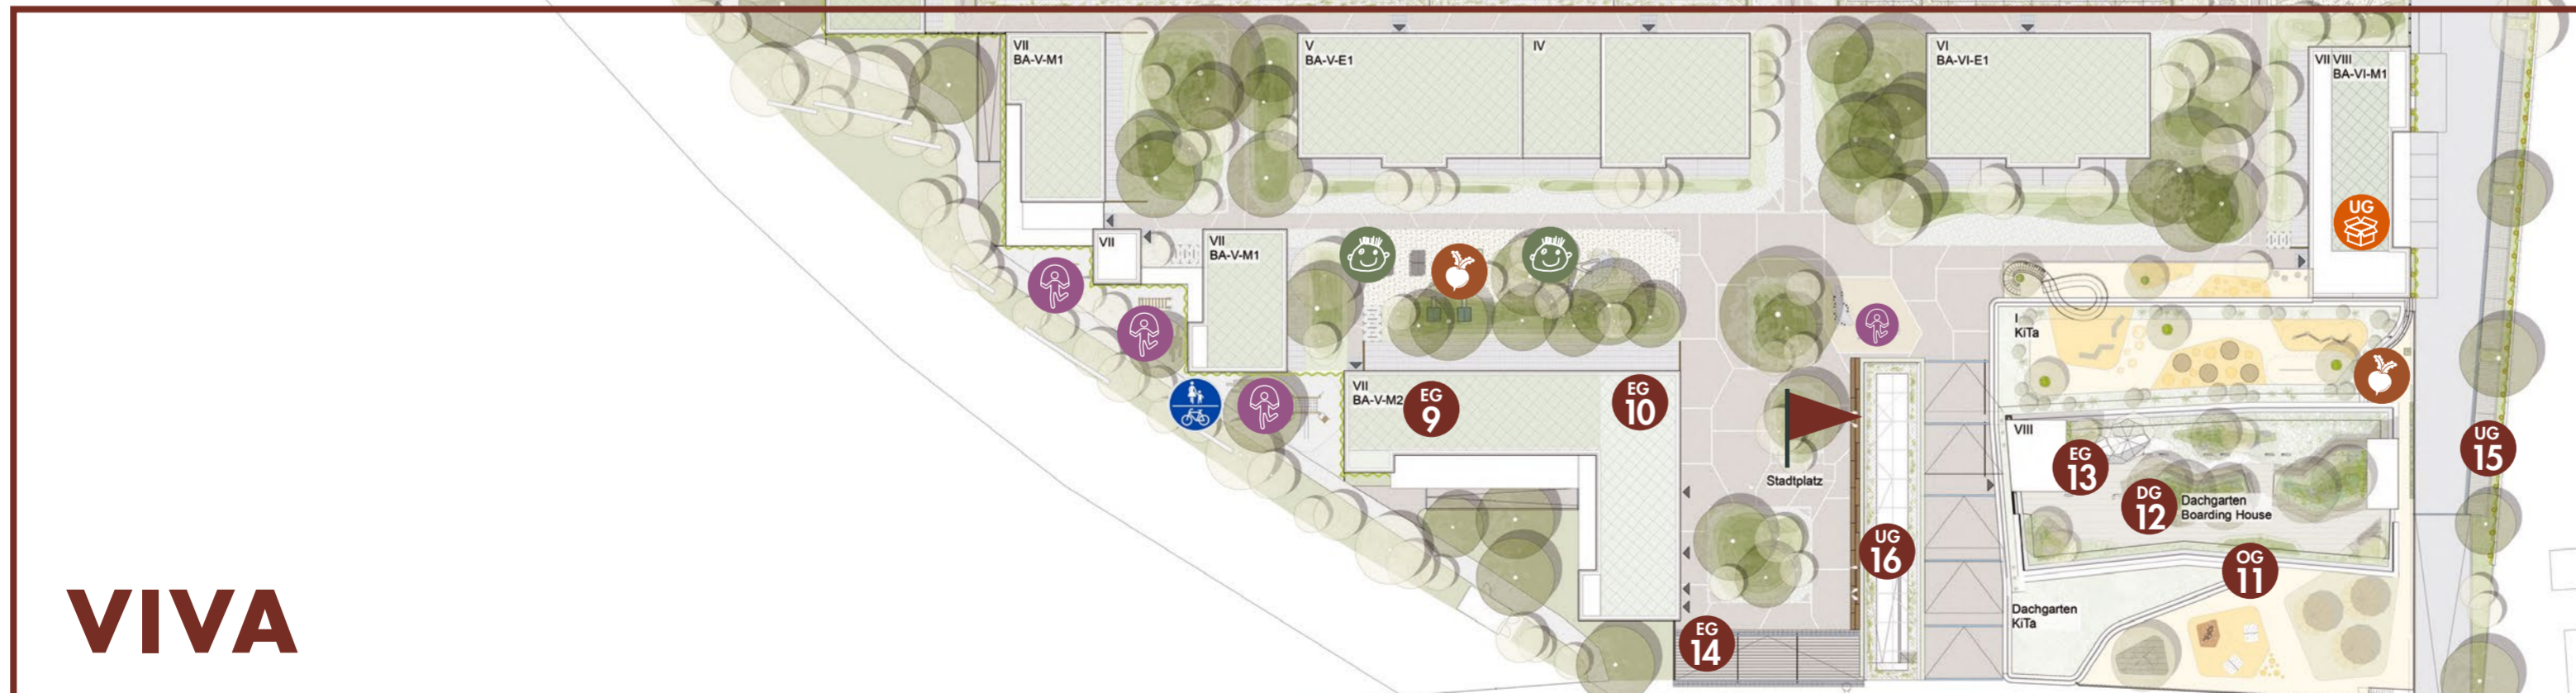 VII
BA-V-M1
V
BA-V-E1
IV
VI
BA-VI-E1
VII VIII
BA-VI-M1
UG
VII
VII
BA-V-M1
I
KiTa
VII
BA-V-M2
EG
9
EG
10
Stadtplatz
VIII
EG
13
DG
12
Dachgarten
Boarding House
UG
15
UG
16
OG
11
Dachgarten
KiTa
EG
14
VIVA